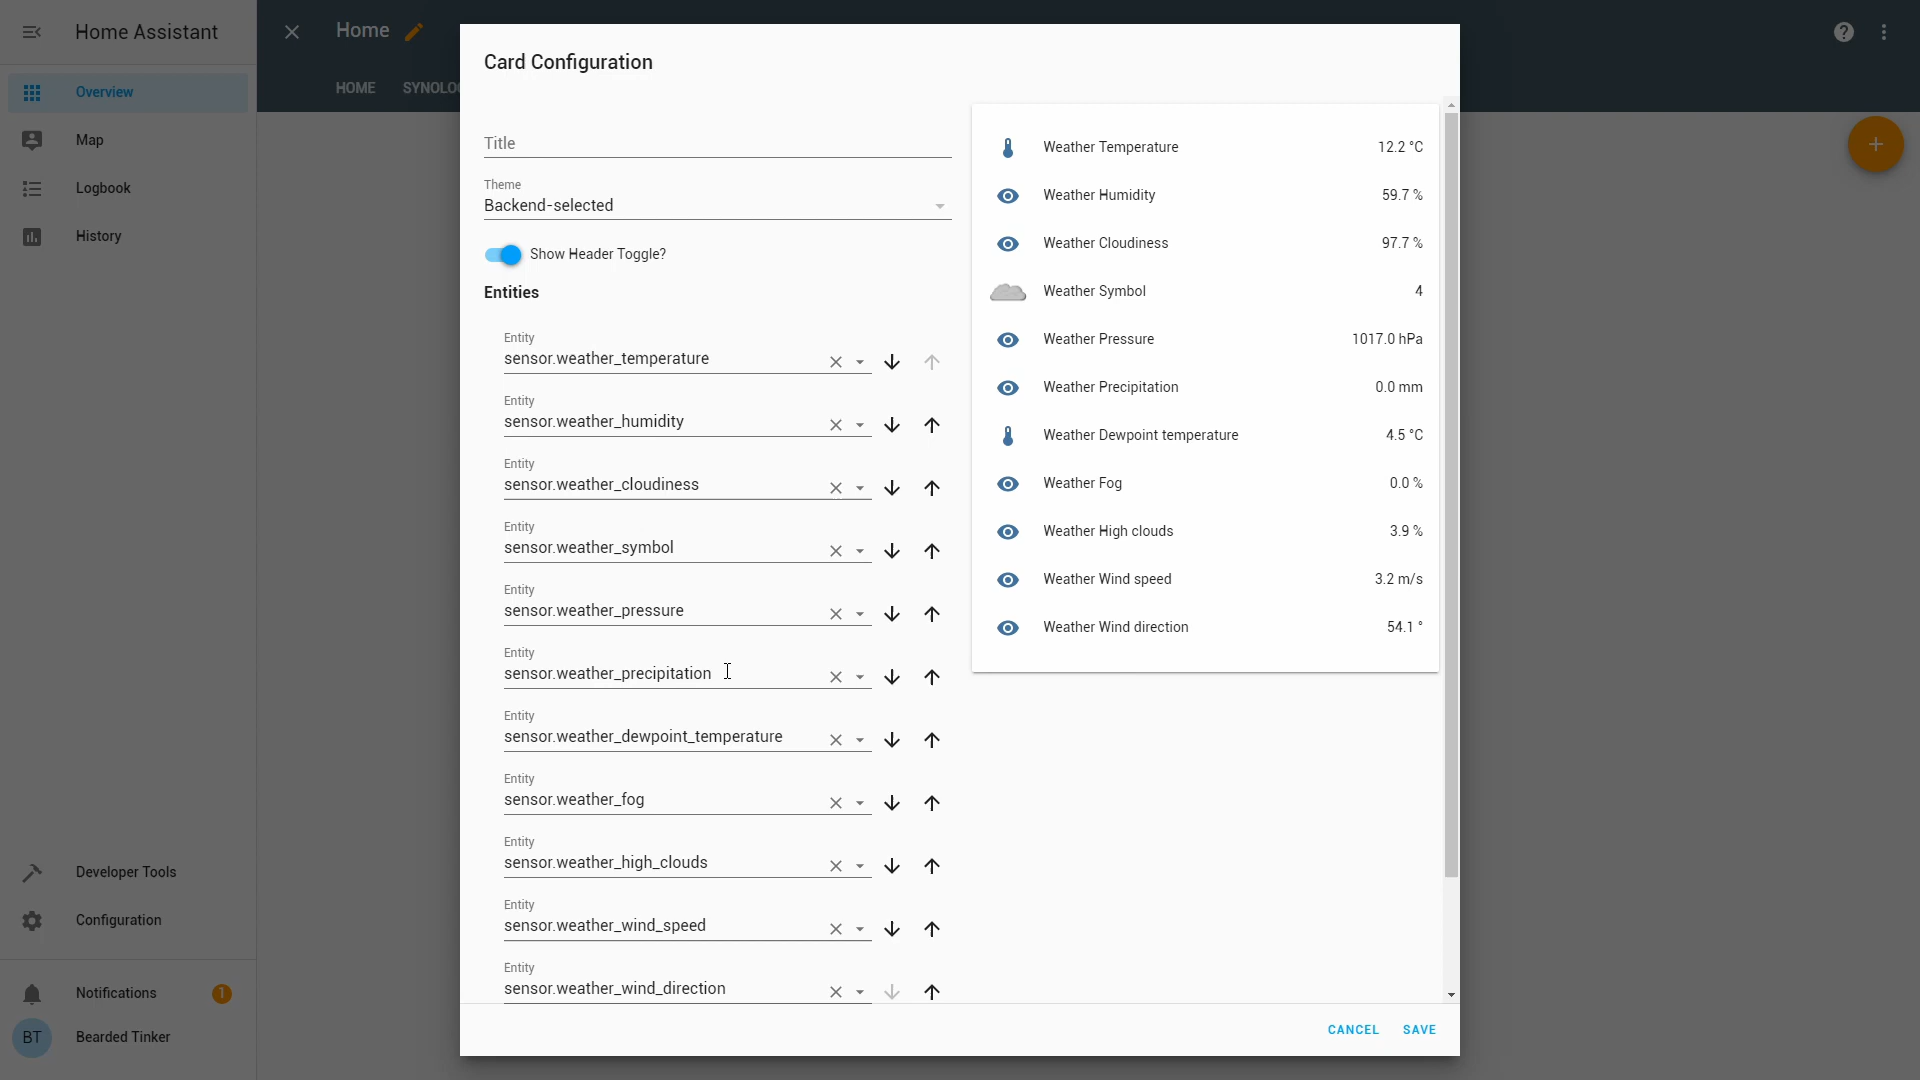 Home Assistant
Overview
Map
Logbook
History
Developer Tools
Configuration
Notifications 1
BT Bearded Tinker
Home
HOME SYNOLO
Card Configuration
Title
Theme
Backend-selected
Show Header Toggle?
Entities
Entity
sensor.weather_temperature
Entity
sensor.weather_humidity
Entity
sensor.weather_cloudiness
Entity
sensor.weather_symbol
Entity
sensor.weather_pressure
Entity
sensor.weather_precipitation
Entity
sensor.weather_dewpoint_temperature
Entity
sensor.weather_fog
Entity
sensor.weather_high_clouds
Entity
sensor.weather_wind_speed
Entity
sensor.weather_wind_direction
Weather Temperature 12.2 °C
Weather Humidity 59.7 %
Weather Cloudiness 97.7 %
Weather Symbol 4
Weather Pressure 1017.0 hPa
Weather Precipitation 0.0 mm
Weather Dewpoint temperature 4.5 °C
Weather Fog 0.0 %
Weather High clouds 3.9 %
Weather Wind speed 3.2 m/s
Weather Wind direction 54.1 °
CANCEL SAVE